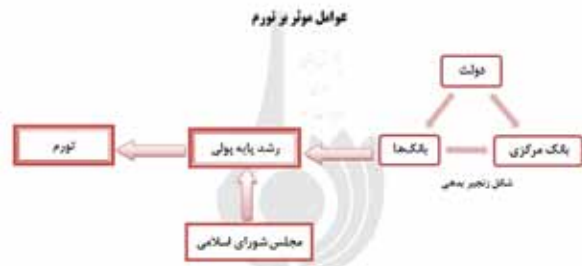 عوامل موثر بر تورم
دولت
بانک مرکزی
بانک‌ها
رشد پایه پولی
تورم
شکل زنجیر بدهی
مجلس شورای اسلامی